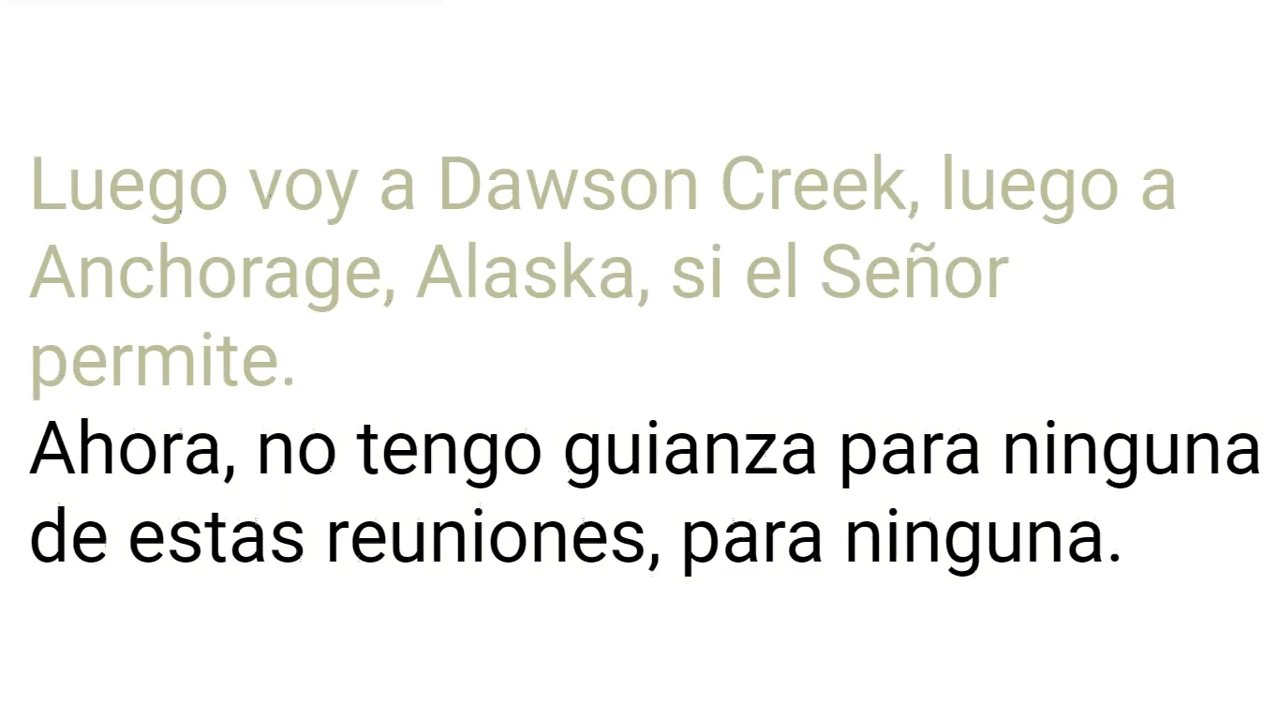 Luego voy a Dawson Creek, luego a
Anchorage, Alaska, si el Señor
permite.
Ahora, no tengo guianza para ninguna
de estas reuniones, para ninguna.